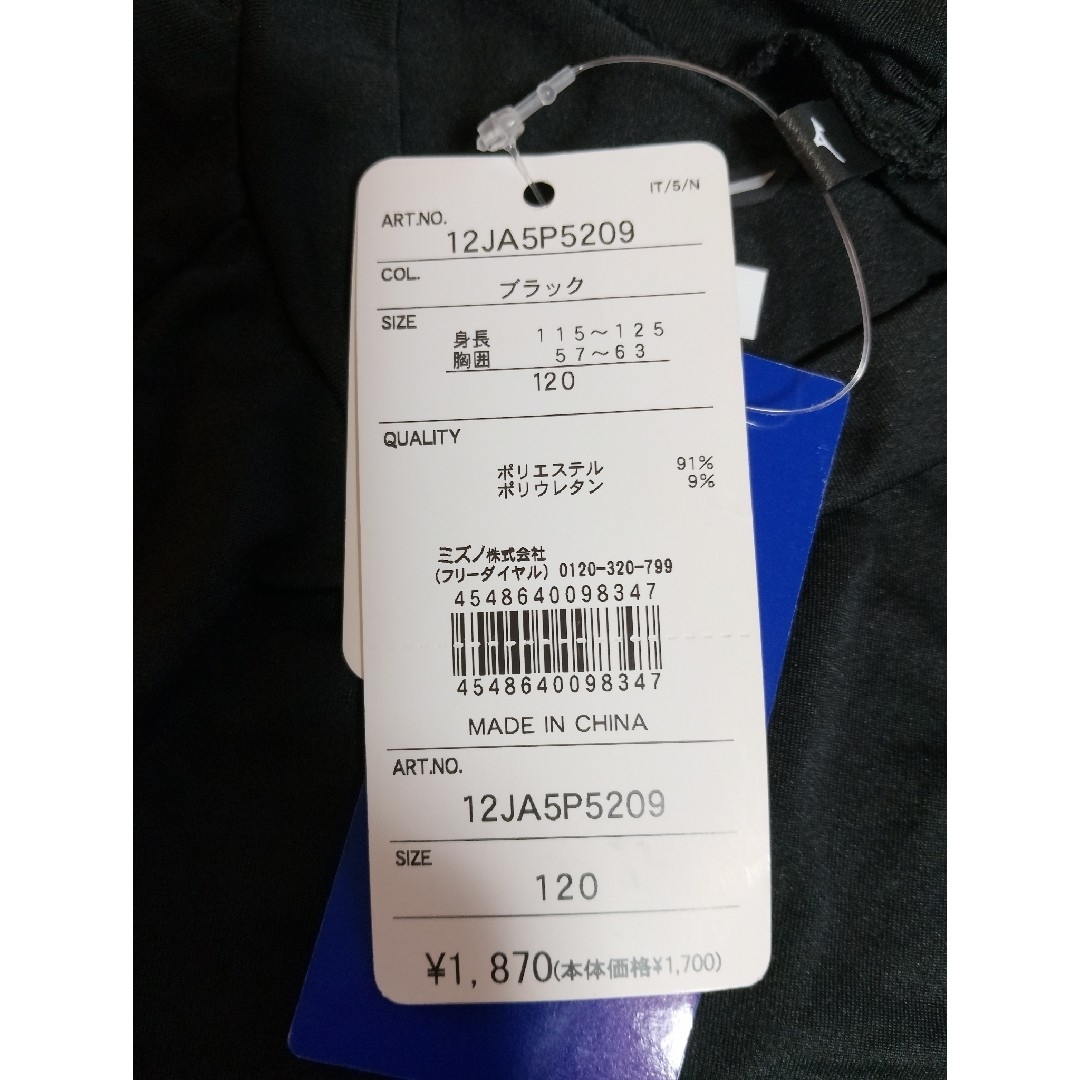 IT/5/N
ART.NO.
12JA5P5209
COL.
ブラック
SIZE
身長 115～125
胸囲 57～63
120
QUALITY
ポリエステル 91%
ポリウレタン 9%
ミズノ株式会社
(フリーダイヤル) 0120-320-799
4548640098347
4548640098347
MADE IN CHINA
ART.NO.
12JA5P5209
SIZE
120
¥1,870(本体価格¥1,700)